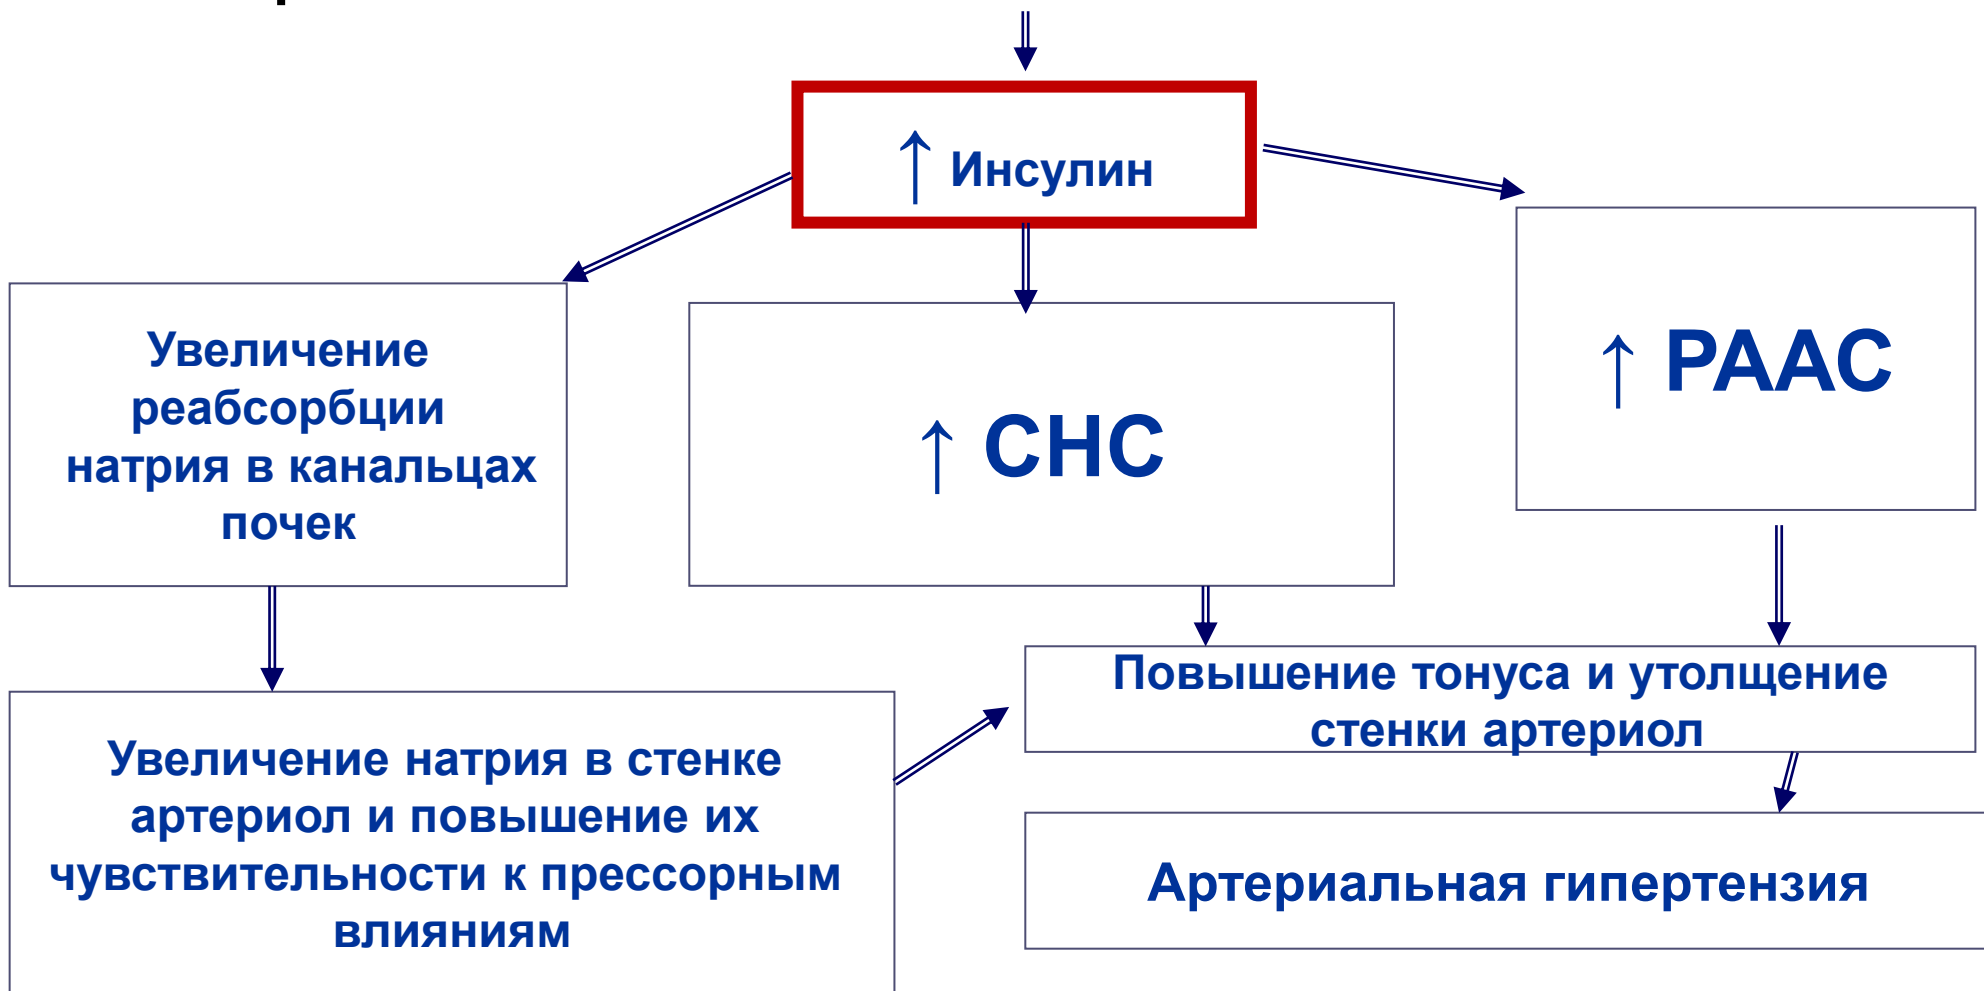 ↑ Инсулин
Увеличение
реабсорбции
натрия в канальцах
почек
↑ СНС
↑ РААС
Увеличение натрия в стенке
артериол и повышение их
чувствительности к прессорным
влияниям
Повышение тонуса и утолщение
стенки артериол
Артериальная гипертензия